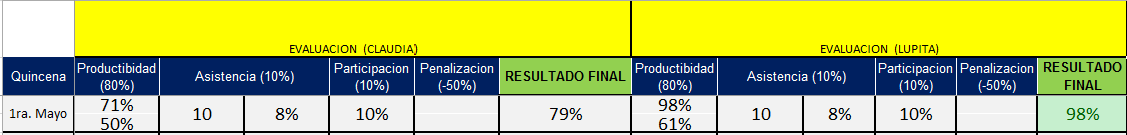 EVALUACION (CLAUDIA) EVALUACION (LUPITA)
Quincena Productibidad (80%) Asistencia (10%) Participacion (10%) Penalizacion (-50%) RESULTADO FINAL Productibidad (80%) Asistencia (10%) Participacion (10%) Penalizacion (-50%) RESULTADO FINAL
1ra. Mayo 71% 10 8% 10% 79% 98% 10 8% 10% 98%
50% 61%